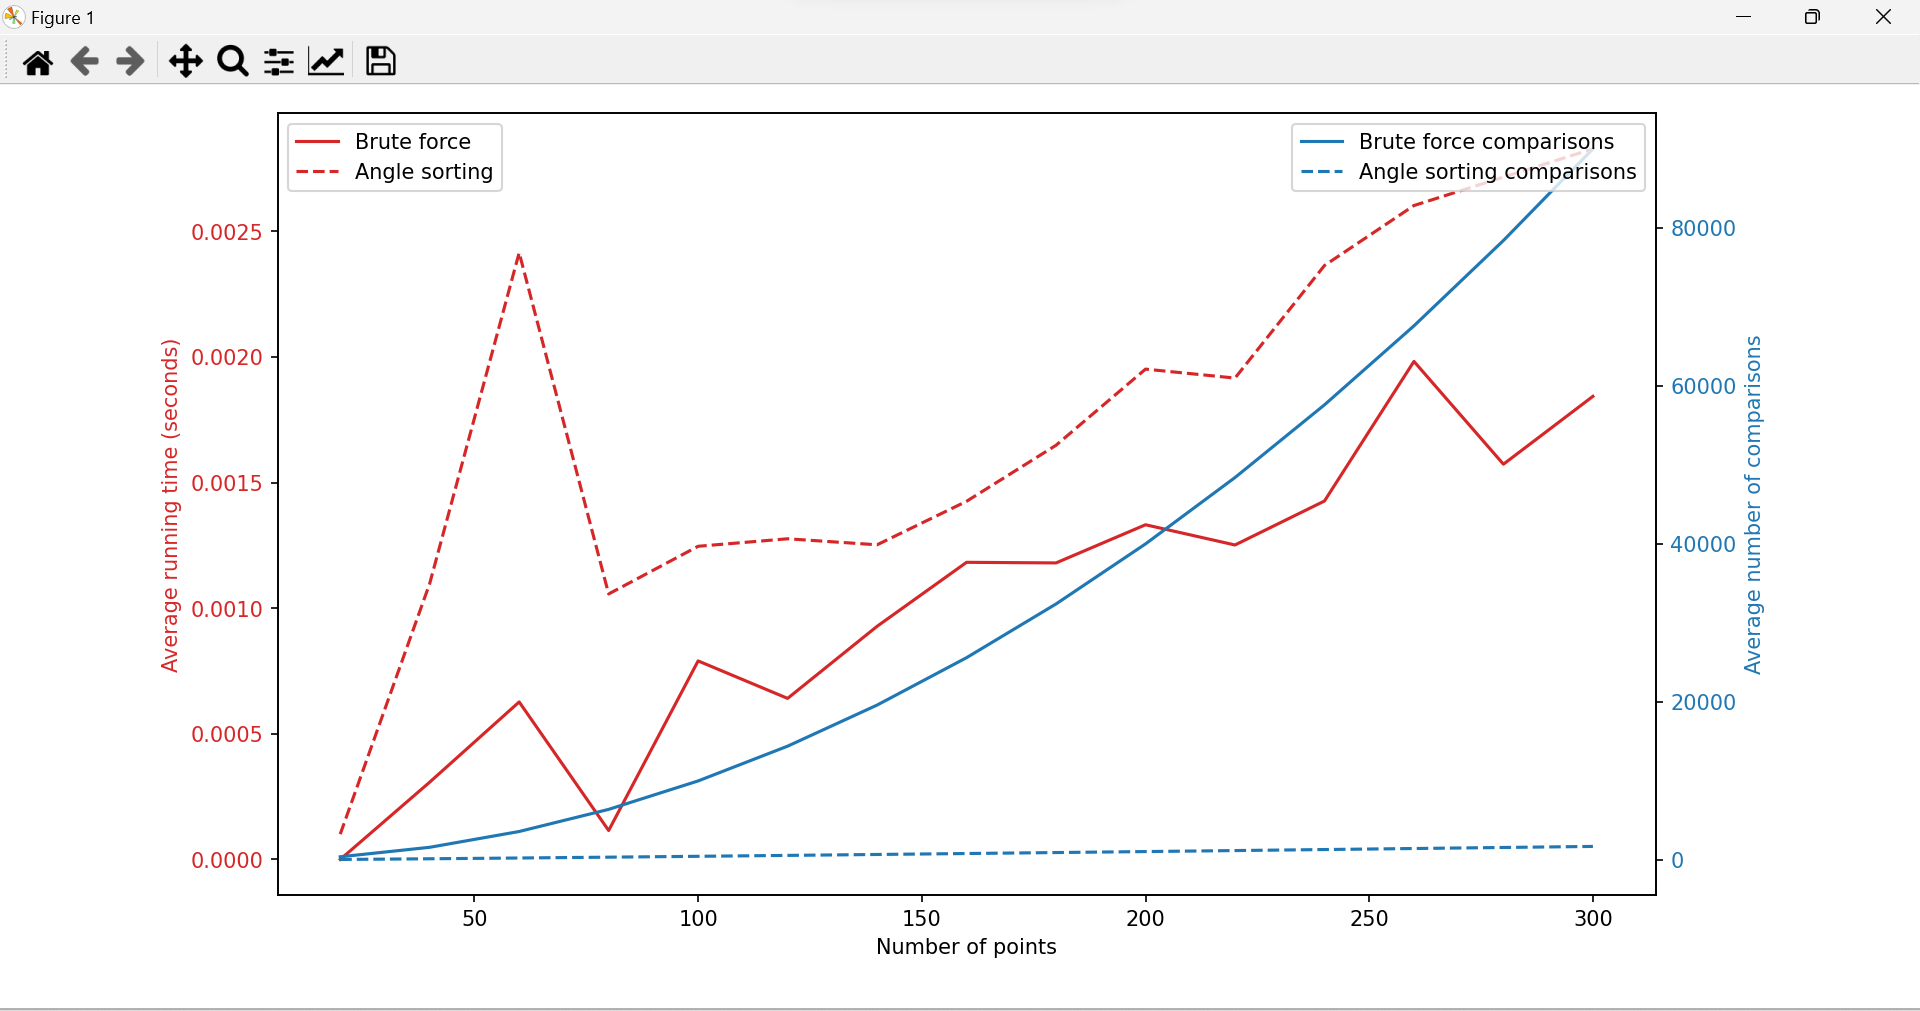 Figure 1
Brute force
Angle sorting
Brute force comparisons
Angle sorting comparisons
Average running time (seconds)
0.0025
0.0020
0.0015
0.0010
0.0005
0.0000
80000
60000
40000
20000
0
Average number of comparisons
50 100 150 200 250 300
Number of points